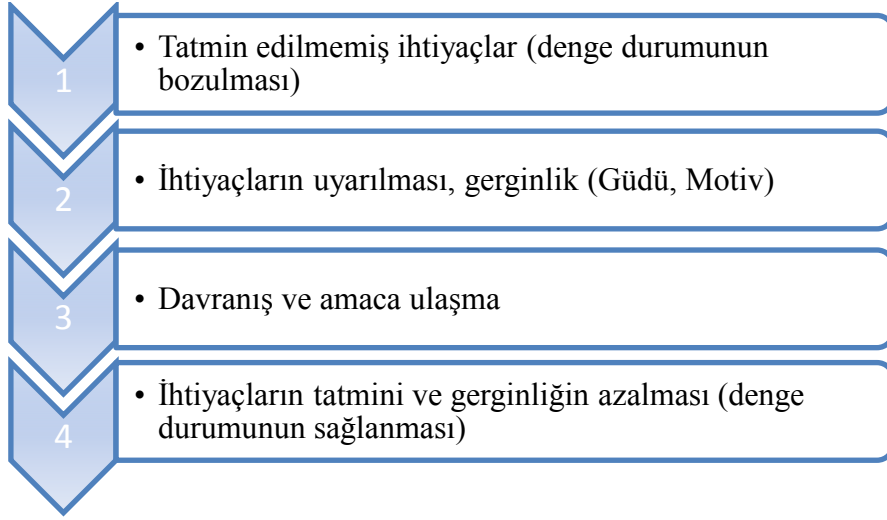 1
• Tatmin edilmemiş ihtiyaçlar (denge durumunun
bozulması)
2
• İhtiyaçların uyarılması, gerginlik (Güdü, Motiv)
3
• Davranış ve amaca ulaşma
4
• İhtiyaçların tatmini ve gerginliğin azalması (denge
durumunun sağlanması)